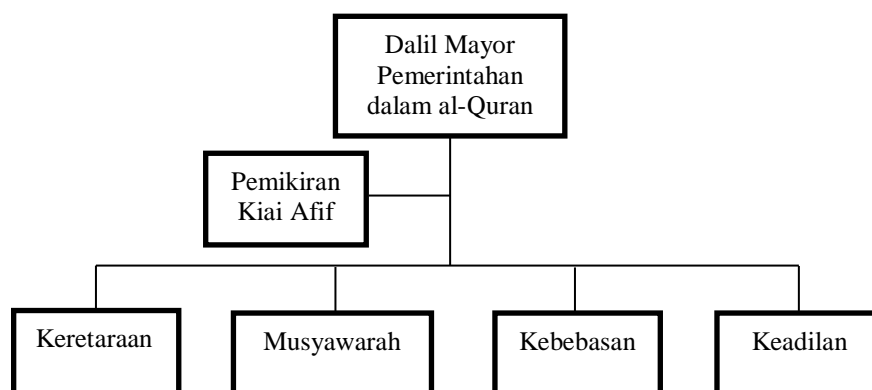 Dalil Mayor
Pemerintahan
dalam al-Quran
Pemikiran
Kiai Afif
Keretaraan
Musyawarah
Kebebasan
Keadilan